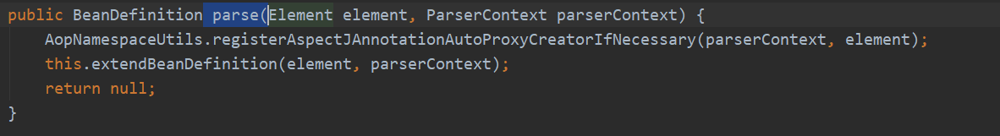 public BeanDefinition parse(Element element, ParserContext parserContext) {
    AopNamespaceUtils.registerAspectJAnnotationAutoProxyCreatorIfNecessary(parserContext, element);
    this.extendBeanDefinition(element, parserContext);
    return null;
}